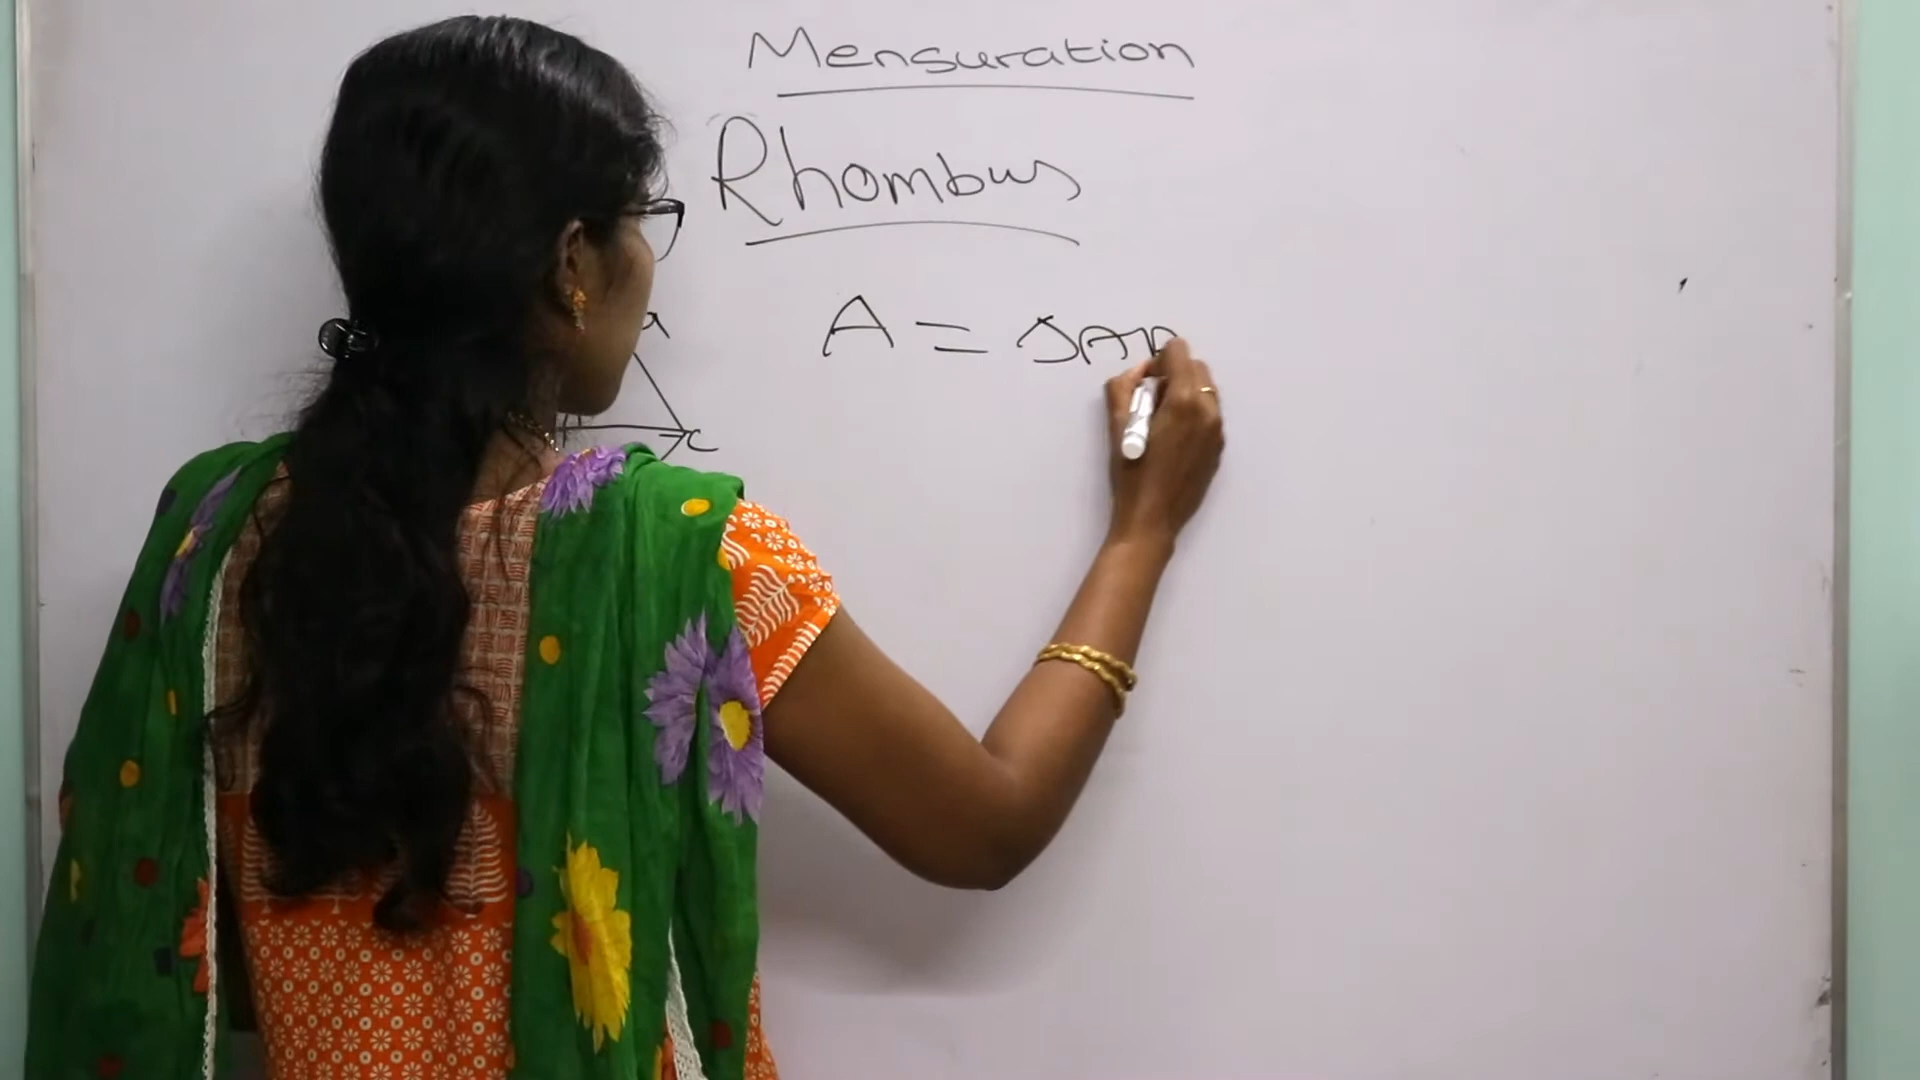 Mensuration
Rhombus
a
A =
c